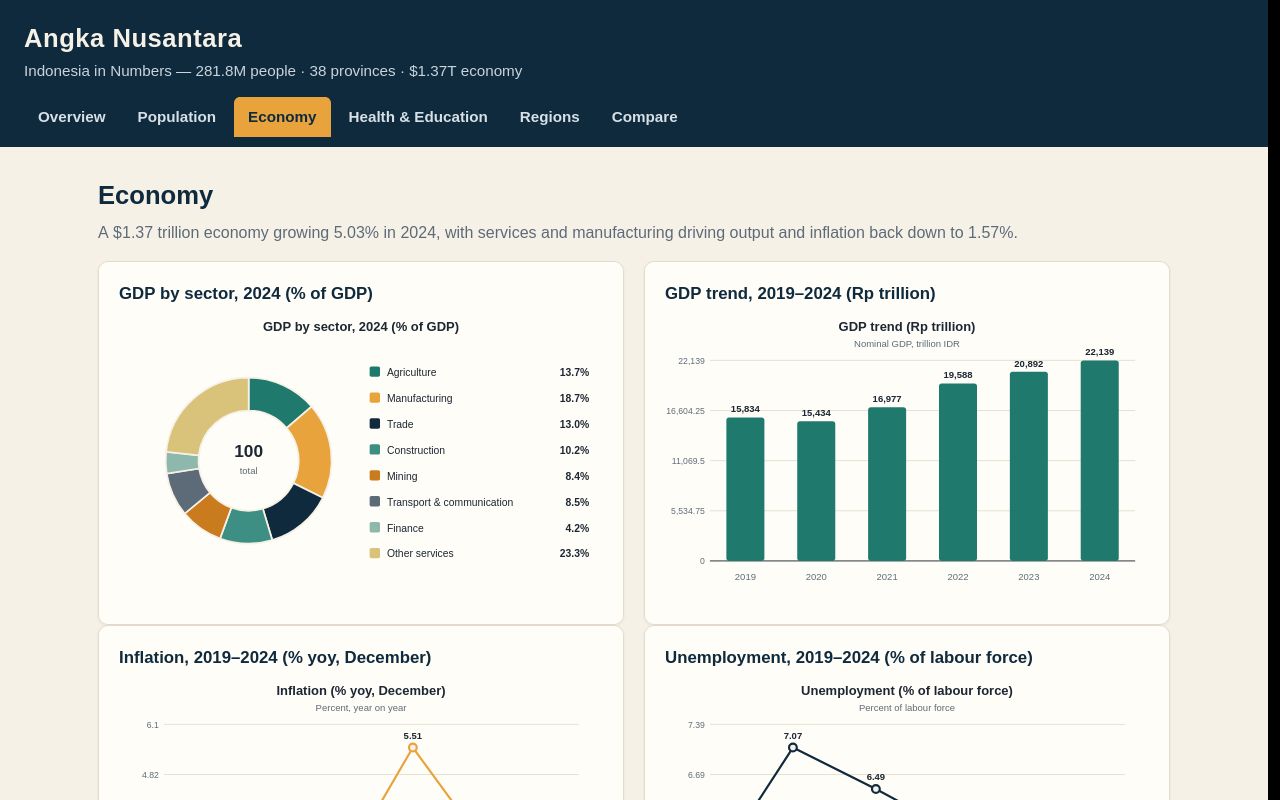 Angka Nusantara
Indonesia in Numbers — 281.8M people · 38 provinces · $1.37T economy
Overview Population Economy Health & Education Regions Compare
Economy
A $1.37 trillion economy growing 5.03% in 2024, with services and manufacturing driving output and inflation back down to 1.57%.
GDP by sector, 2024 (% of GDP)
GDP by sector, 2024 (% of GDP)
Agriculture 13.7%
Manufacturing 18.7%
Trade 13.0%
Construction 10.2%
Mining 8.4%
Transport & communication 8.5%
Finance 4.2%
Other services 23.3%
100
total
GDP trend, 2019–2024 (Rp trillion)
GDP trend (Rp trillion)
Nominal GDP, trillion IDR
22,139
16,604.25
11,069.5
5,534.75
0
15,834
15,434
16,977
19,588
20,892
22,139
2019 2020 2021 2022 2023 2024
Inflation, 2019–2024 (% yoy, December)
Inflation (% yoy, December)
Percent, year on year
6.1
5.51
4.82
Unemployment, 2019–2024 (% of labour force)
Unemployment (% of labour force)
Percent of labour force
7.39
7.07
6.69
6.49